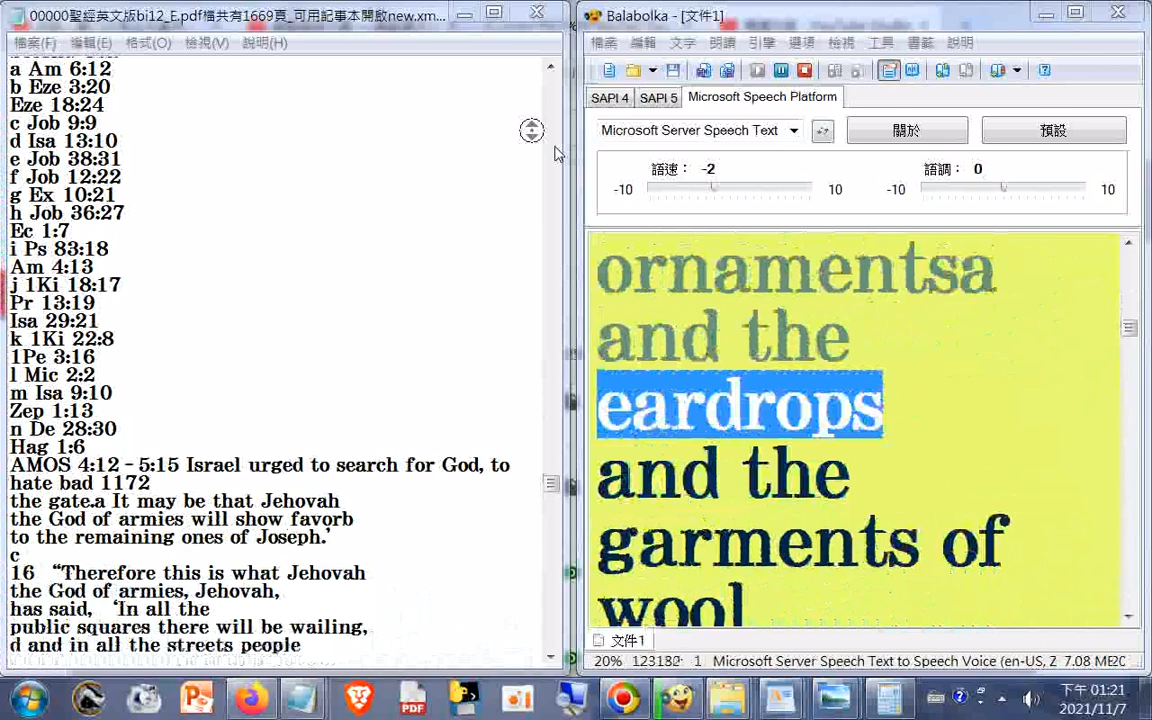 00000聖經英文版bi12_E.pdf檔共有1669頁_可用記事本開啟new.xm...
檔案(F) 編輯(E) 格式(O) 檢視(V) 說明(H)
a Am 6:12
b Eze 3:20
Eze 18:24
c Job 9:9
d Isa 13:10
e Job 38:31
f Job 12:22
g Ex 10:21
h Job 36:27
Ec 1:7
i Ps 83:18
Am 4:13
j 1Ki 18:17
Pr 13:19
Isa 29:21
k 1Ki 22:8
1Pe 3:16
l Mic 2:2
m Isa 9:10
Zep 1:13
n De 28:30
Hag 1:6
AMOS 4:12–5:15 Israel urged to search for God, to
hate bad 1172
the gate.a It may be that Jehovah
the God of armies will show favorb
to the remaining ones of Joseph.’
c
16 “Therefore this is what Jehovah
the God of armies, Jehovah,
has said, ‘In all the
public squares there will be wailing,
d and in all the streets people
Balabolka - [文件1]
檔案 編輯 文字 朗讀 引擎 選項 檢視 工具 書籤 說明
SAPI 4 SAPI 5 Microsoft Speech Platform
Microsoft Server Speech Text 關於 預設
語速： -2 語調： 0
-10 10 -10 10
ornamentsa
and the
eardrops
and the
garments of
wool
文件1
20% 123182 1 Microsoft Server Speech Text to Speech Voice (en-US, 7.08 ME
PDF
下午 01:21
2021/11/7